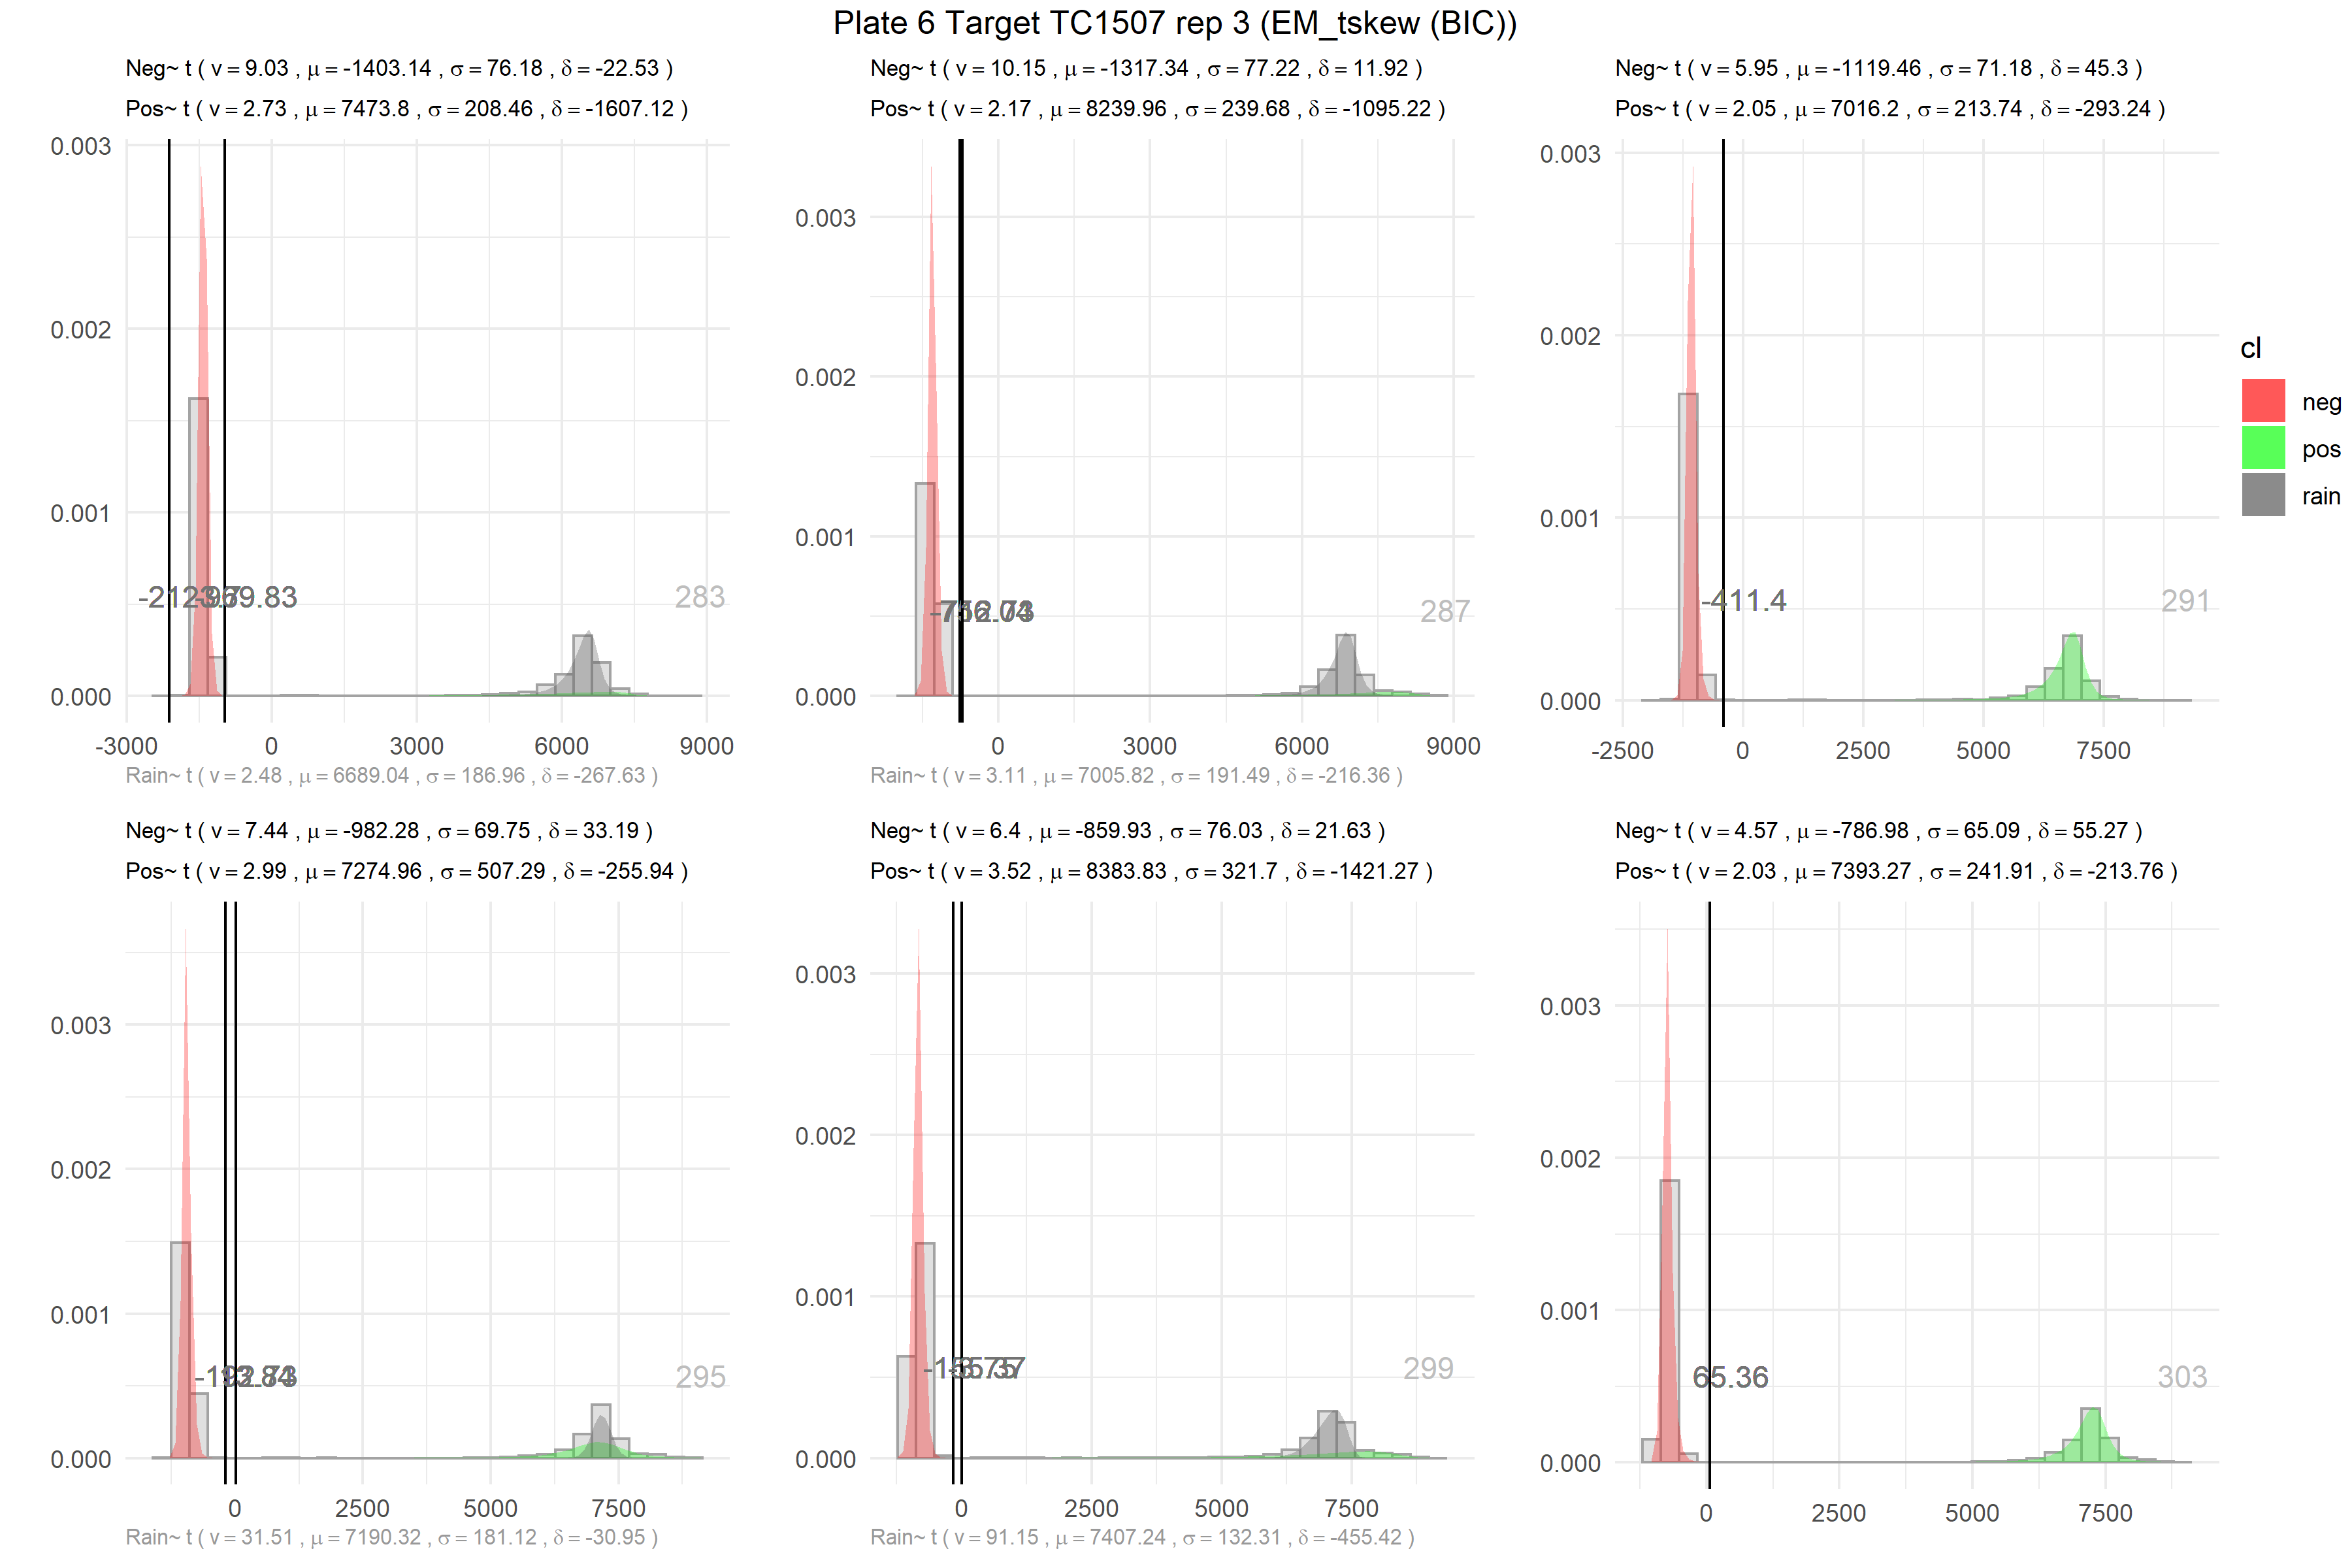 Plate 6 Target TC1507 rep 3 (EM_tskew (BIC))
Neg~ t ( ν = 9.03 , μ = -1403.14 , σ = 76.18 , δ = -22.53 )
Pos~ t ( ν = 2.73 , μ = 7473.8 , σ = 208.46 , δ = -1607.12 )
0.003
0.002
0.001
0.000
283
-3000 0 3000 6000 9000
Rain~ t ( ν = 2.48 , μ = 6689.04 , σ = 186.96 , δ = -267.63 )
Neg~ t ( ν = 10.15 , μ = -1317.34 , σ = 77.22 , δ = 11.92 )
Pos~ t ( ν = 2.17 , μ = 8239.96 , σ = 239.68 , δ = -1095.22 )
0.003
0.002
0.001
0.000
287
0 3000 6000 9000
Rain~ t ( ν = 3.11 , μ = 7005.82 , σ = 191.49 , δ = -216.36 )
Neg~ t ( ν = 5.95 , μ = -1119.46 , σ = 71.18 , δ = 45.3 )
Pos~ t ( ν = 2.05 , μ = 7016.2 , σ = 213.74 , δ = -293.24 )
0.003
0.002
0.001
0.000
-411.4
291
-2500 0 2500 5000 7500
cl
neg
pos
rain
Neg~ t ( ν = 7.44 , μ = -982.28 , σ = 69.75 , δ = 33.19 )
Pos~ t ( ν = 2.99 , μ = 7274.96 , σ = 507.29 , δ = -255.94 )
0.003
0.002
0.001
0.000
295
0 2500 5000 7500
Rain~ t ( ν = 31.51 , μ = 7190.32 , σ = 181.12 , δ = -30.95 )
Neg~ t ( ν = 6.4 , μ = -859.93 , σ = 76.03 , δ = 21.63 )
Pos~ t ( ν = 3.52 , μ = 8383.83 , σ = 321.7 , δ = -1421.27 )
0.003
0.002
0.001
0.000
299
0 2500 5000 7500
Rain~ t ( ν = 91.15 , μ = 7407.24 , σ = 132.31 , δ = -455.42 )
Neg~ t ( ν = 4.57 , μ = -786.98 , σ = 65.09 , δ = 55.27 )
Pos~ t ( ν = 2.03 , μ = 7393.27 , σ = 241.91 , δ = -213.76 )
0.003
0.002
0.001
0.000
65.36
303
0 2500 5000 7500